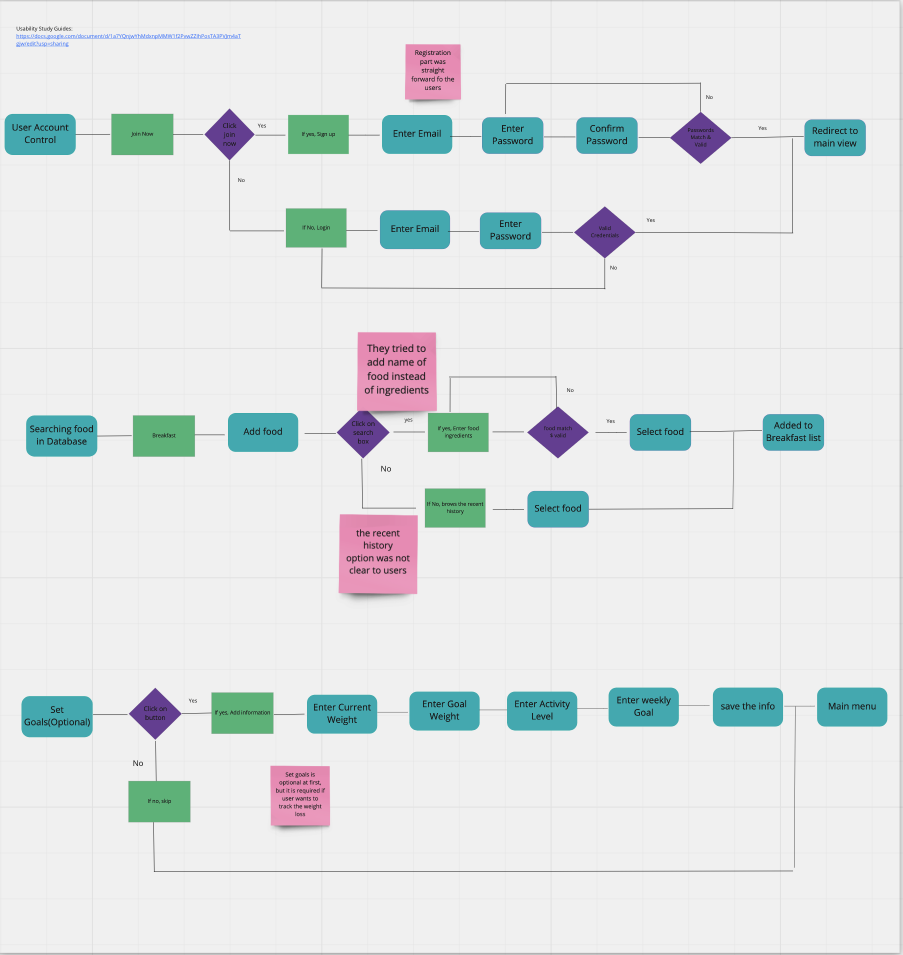 Usability Study Guides:
Registration
part was
straight
forward fo the
users
No
User Account
Control
Join Now
Click
join
now
Yes
If yes, Sign up
Enter Email
Enter
Password
Confirm
Password
Passwords
Match &
Valid
Yes
Redirect to
main view
No
If No, Login
Enter Email
Enter
Password
Valid
Credentials
Yes
No
They tried to
add name of
food instead
of ingredients
No
Searching food
in Database
Breakfast
Add food
Click on
search
box
yes
If yes, Enter food
ingredients
Food match
& valid
Yes
Select food
Added to
Breakfast list
No
If No, brows the recent
history
Select food
the recent
history
option was not
clear to users
Set
Goals(Optional)
Click on
button
Yes
If yes, Add information
Enter Current
Weight
Enter Goal
Weight
Enter Activity
Level
Enter weekly
Goal
save the info
Main menu
No
If no, skip
Set goals is
optional at first,
but it is required if
user wants to
track the weight
loss